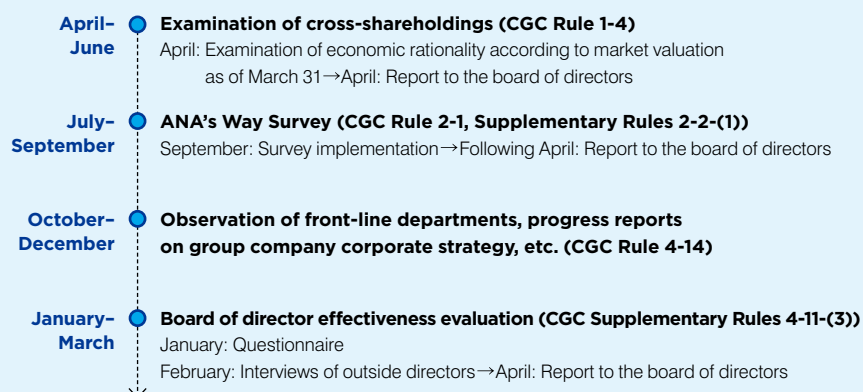 April–
June
Examination of cross-shareholdings (CGC Rule 1-4)
April: Examination of economic rationality according to market valuation
as of March 31→April: Report to the board of directors
July–
September
ANA's Way Survey (CGC Rule 2-1, Supplementary Rules 2-2-(1))
September: Survey implementation→Following April: Report to the board of directors
October–
December
Observation of front-line departments, progress reports
on group company corporate strategy, etc. (CGC Rule 4-14)
January–
March
Board of director effectiveness evaluation (CGC Supplementary Rules 4-11-(3))
January: Questionnaire
February: Interviews of outside directors→April: Report to the board of directors